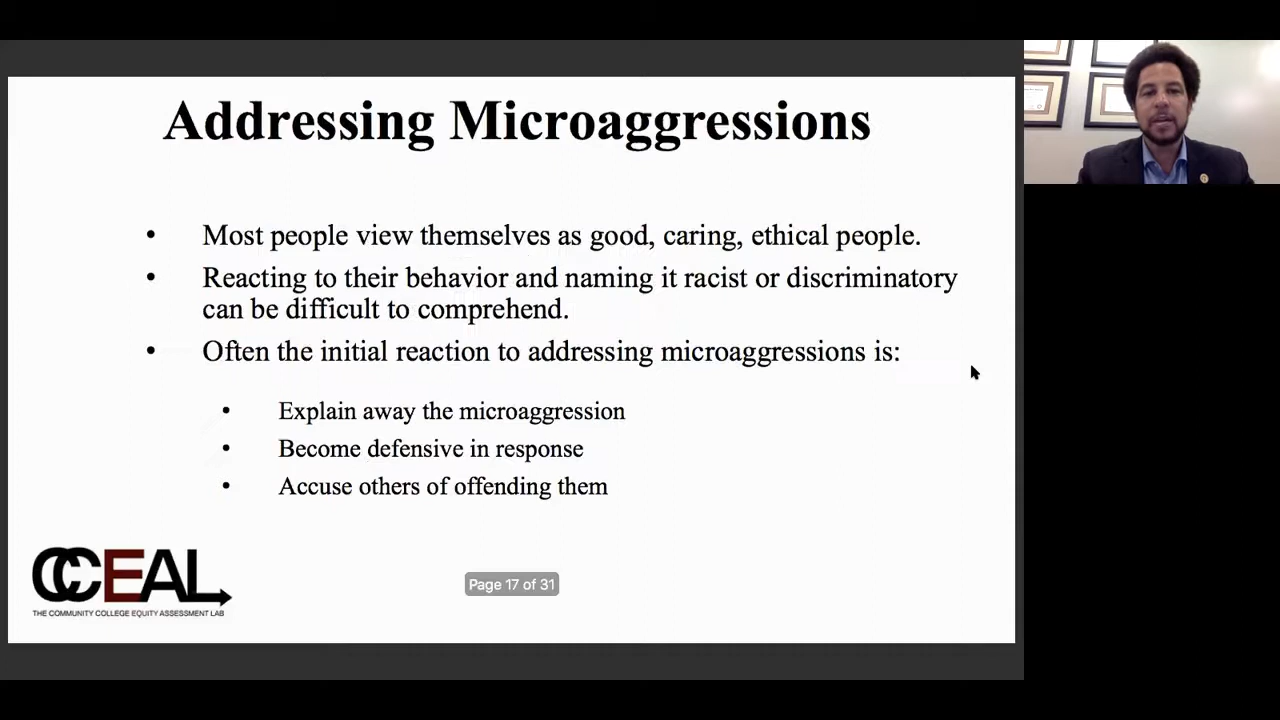 Addressing Microaggressions
• Most people view themselves as good, caring, ethical people.
• Reacting to their behavior and naming it racist or discriminatory
can be difficult to comprehend.
• Often the initial reaction to addressing microaggressions is:
• Explain away the microaggression
• Become defensive in response
• Accuse others of offending them
CCEAL
THE COMMUNITY COLLEGE EQUITY ASSESSMENT LAB
Page 17 of 31